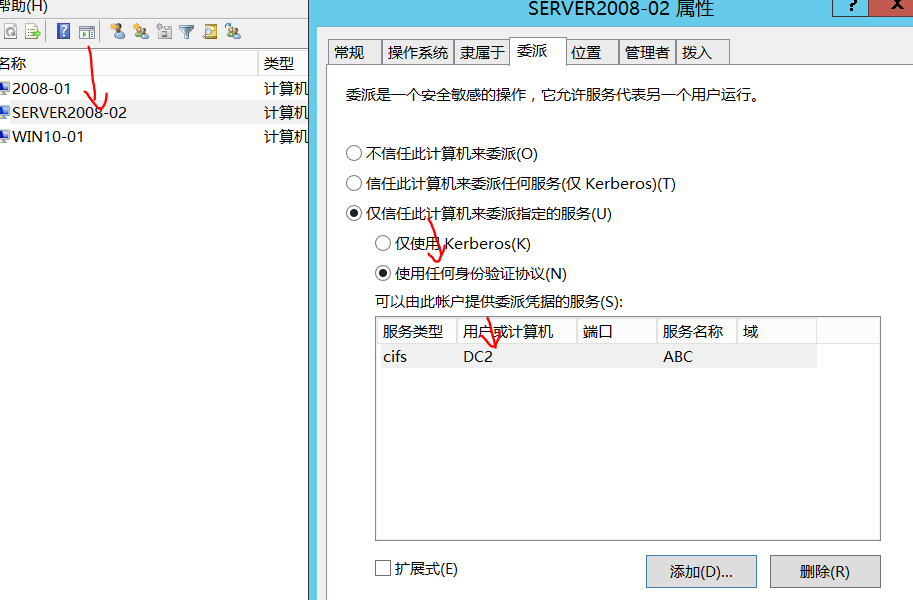 帮助(H)
SERVER2008-02 属性
?
x
名称
类型
2008-01
计算机
SERVER2008-02
计算机
WIN10-01
计算机
常规
操作系统
隶属于
委派
位置
管理者
拨入
委派是一个安全敏感的操作，它允许服务代表另一个用户运行。
不信任此计算机来委派(O)
信任此计算机来委派任何服务(仅 Kerberos)(T)
仅信任此计算机来委派指定的服务(U)
仅使用 Kerberos(K)
使用任何身份验证协议(N)
可以由此帐户提供委派凭据的服务(S):
服务类型 用户或计算机 端口 服务名称 域
cifs DC2 ABC
扩展式(E)
添加(D)...
删除(R)